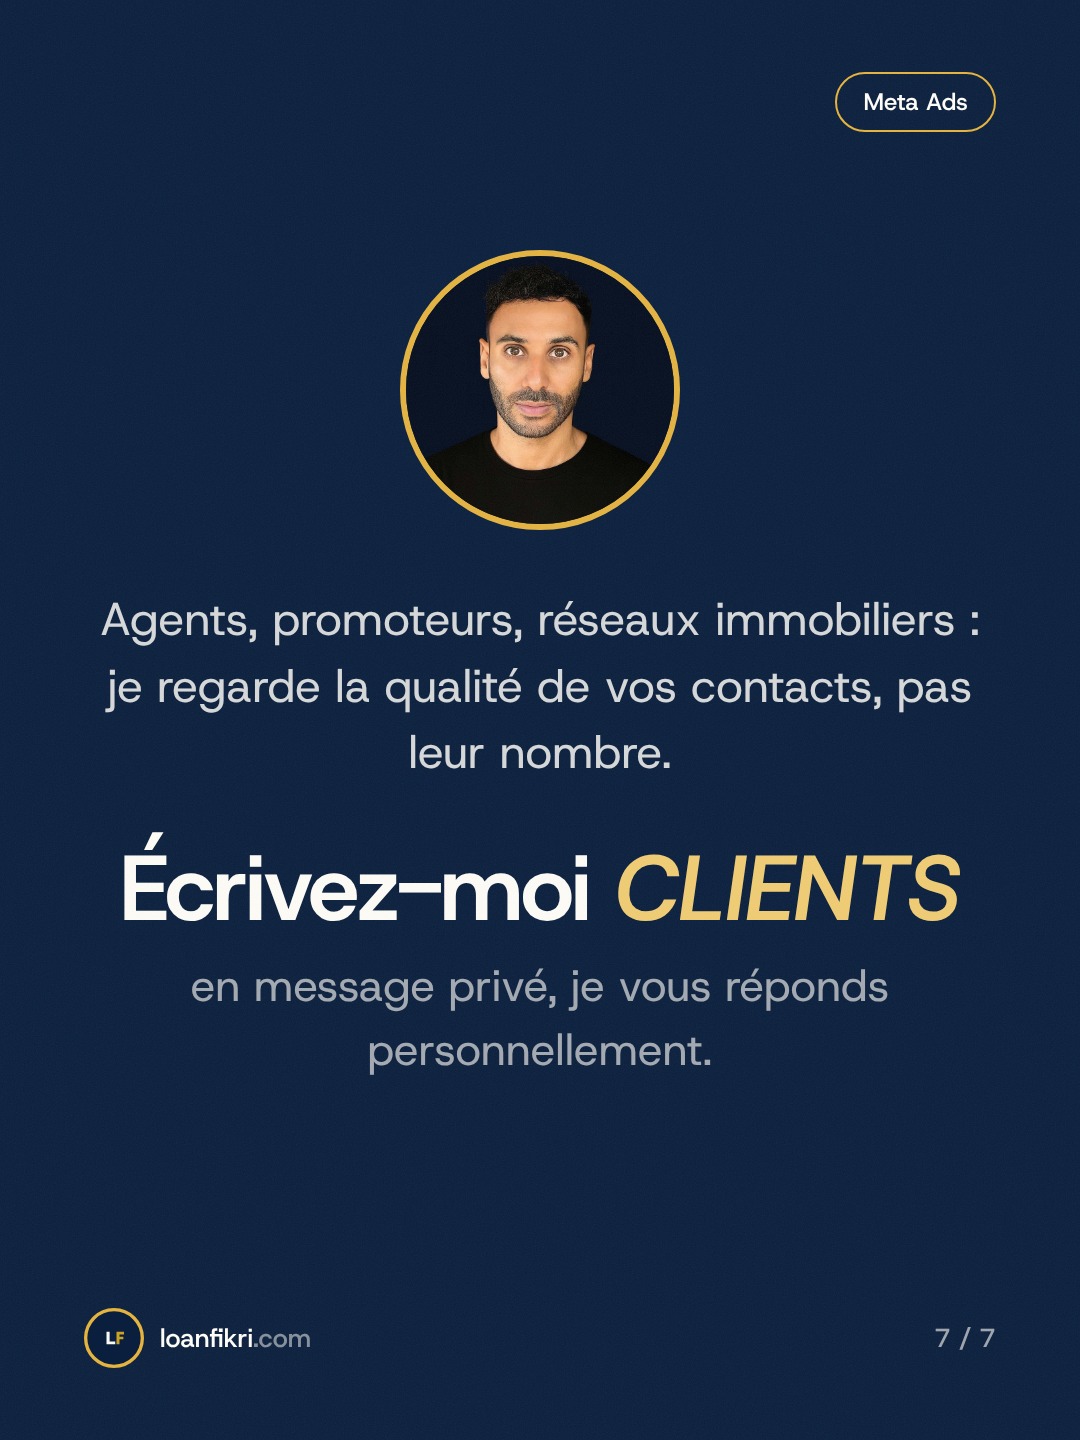 Meta Ads
Agents, promoteurs, réseaux immobiliers :
je regarde la qualité de vos contacts, pas
leur nombre.
Écrivez-moi CLIENTS
en message privé, je vous réponds
personnellement.
LF loanfikri.com
7 / 7